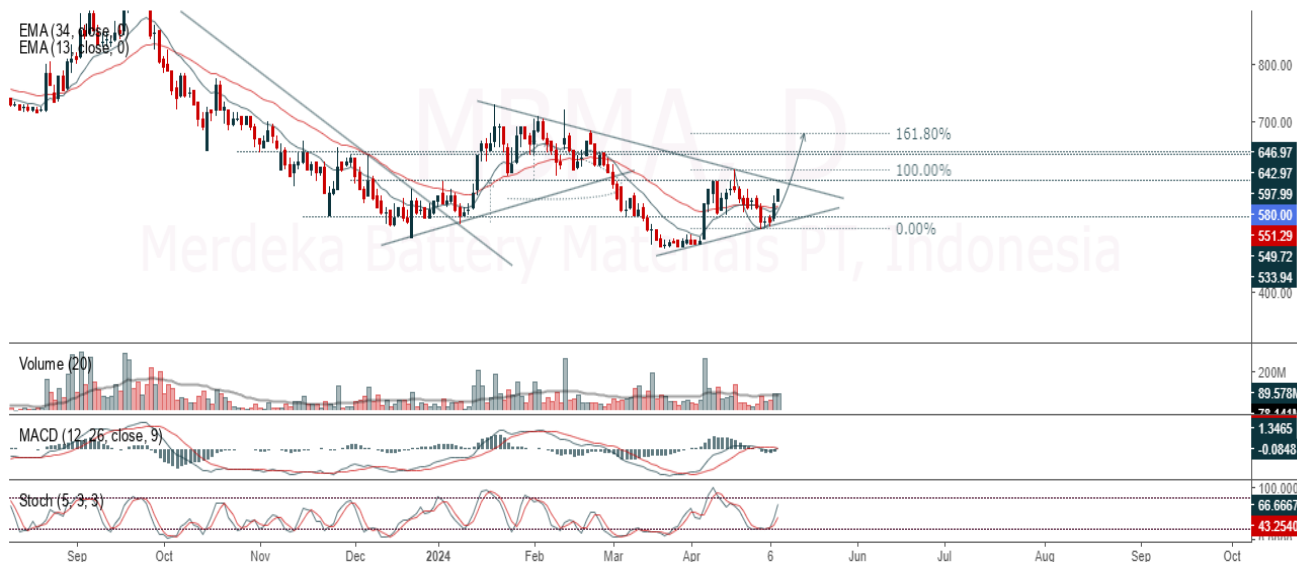 EMA (34, close, 0)
EMA (13, close, 0)
MBMA, D
Merdeka Battery Materials PT, Indonesia
161.80%
100.00%
0.00%
800.00
700.00
646.97
642.97
597.99
580.00
551.29
549.72
533.94
400.00
Volume (20)
200M
89.578M
78.141M
MACD (12, 26, close, 9)
1.3465
-0.0848
Stoch (5, 3, 3)
100.000
66.6667
43.2540
Sep Oct Nov Dec 2024 Feb Mar Apr 6 Jun Jul Aug Sep Oct